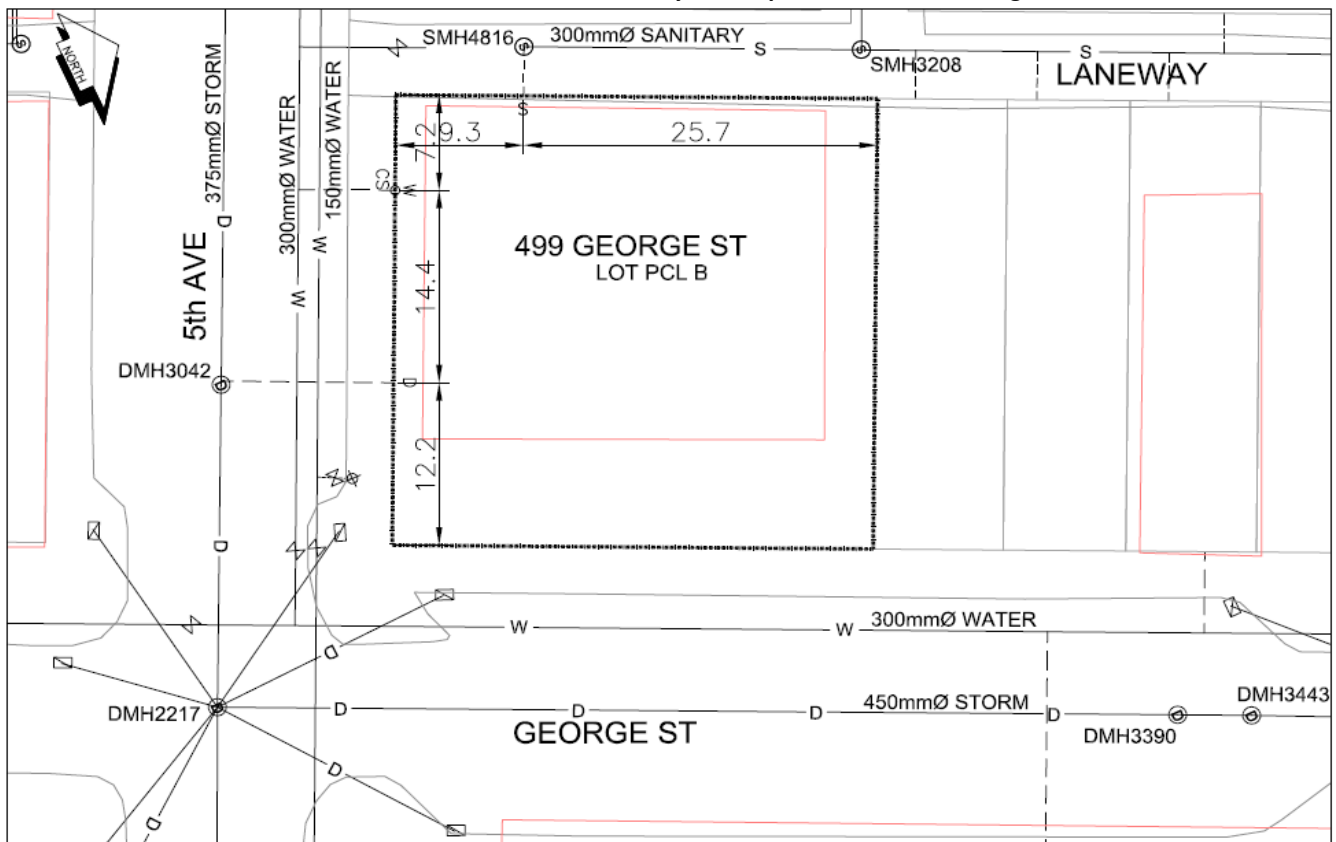 SMH4816
300mmØ SANITARY
S
S
S
SMH3208
LANEWAY
NORTH
S
S
375mmØ STORM
300mmØ WATER
150mmØ WATER
7.2
9.3
25.7
CS
W
D
W
W
5th AVE
499 GEORGE ST
LOT PCL B
14.4
DMH3042
D
D
12.2
D
W
W
300mmØ WATER
D
DMH2217
D
D
D
D
450mmØ STORM
D
DMH3390
D
DMH3443
D
GEORGE ST
D
D